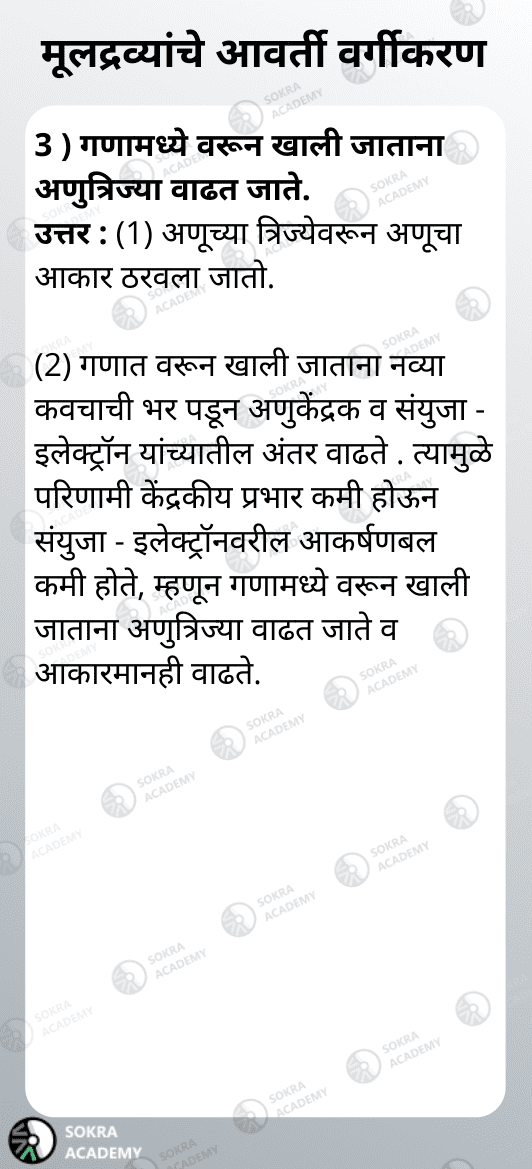 मूलद्रव्यांचे आवर्ती वर्गीकरण
3 ) गणामध्ये वरून खाली जाताना
अणुत्रिज्या वाढत जाते.
उत्तर : (1) अणूच्या त्रिज्येवरून अणूचा
आकार ठरवला जातो.
(2) गणात वरून खाली जाताना नव्या
कवचाची भर पडून अणुकेंद्रक व संयुजा -
इलेक्ट्रॉन यांच्यातील अंतर वाढते . त्यामुळे
परिणामी केंद्रकीय प्रभार कमी होऊन
संयुजा - इलेक्ट्रॉनवरील आकर्षणबल
कमी होते, म्हणून गणामध्ये वरून खाली
जाताना अणुत्रिज्या वाढत जाते व
आकारमानही वाढते.
SOKRA
ACADEMY